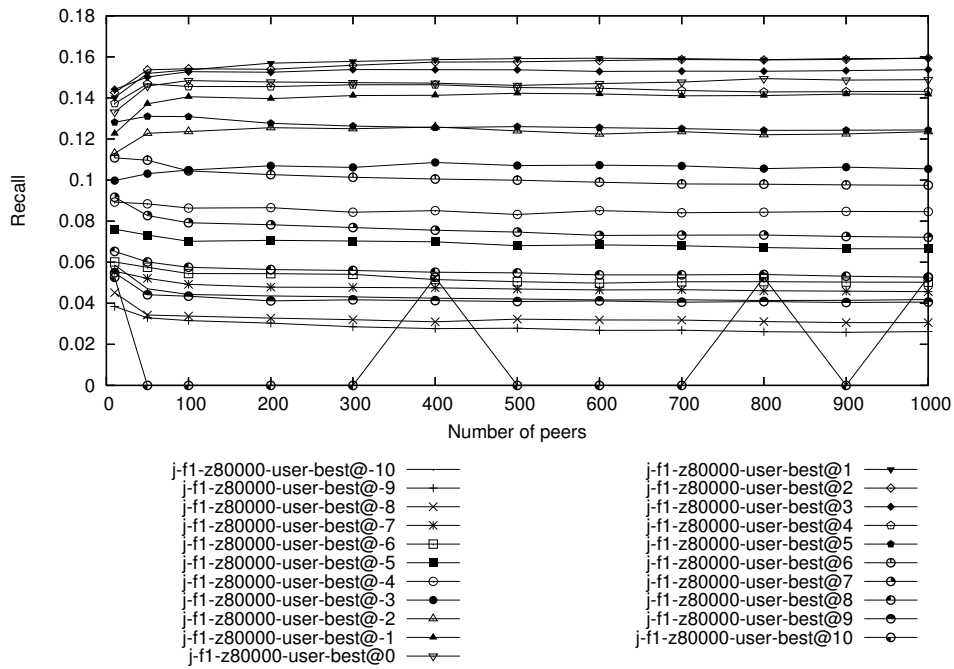 0.18
0.16
0.14
0.12
0.1
0.08
0.06
0.04
0.02
0
Recall
0 100 200 300 400 500 600 700 800 900 1000
Number of peers
j-f1-z80000-user-best@-10
j-f1-z80000-user-best@-9
j-f1-z80000-user-best@-8
j-f1-z80000-user-best@-7
j-f1-z80000-user-best@-6
j-f1-z80000-user-best@-5
j-f1-z80000-user-best@-4
j-f1-z80000-user-best@-3
j-f1-z80000-user-best@-2
j-f1-z80000-user-best@-1
j-f1-z80000-user-best@0
j-f1-z80000-user-best@1
j-f1-z80000-user-best@2
j-f1-z80000-user-best@3
j-f1-z80000-user-best@4
j-f1-z80000-user-best@5
j-f1-z80000-user-best@6
j-f1-z80000-user-best@7
j-f1-z80000-user-best@8
j-f1-z80000-user-best@9
j-f1-z80000-user-best@10